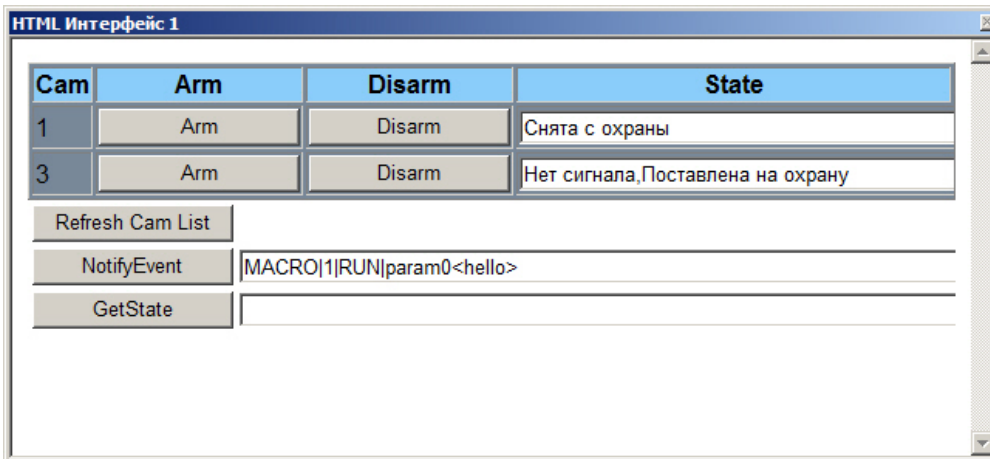 HTML Интерфейс 1
Cam Arm Disarm State
1 Arm Disarm Снята с охраны
3 Arm Disarm Нет сигнала,Поставлена на охрану
Refresh Cam List
NotifyEvent MACRO|1|RUN|param0<hello>
GetState